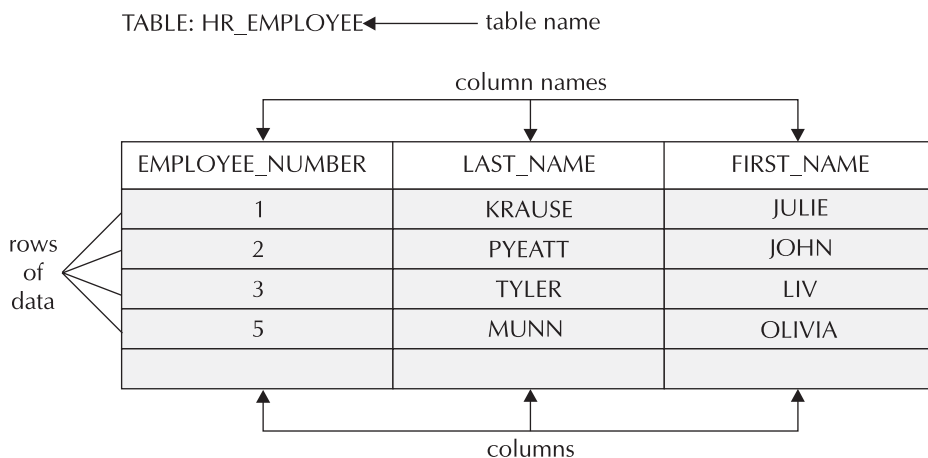 TABLE: HR_EMPLOYEE table name
column names
EMPLOYEE_NUMBER LAST_NAME FIRST_NAME
1 KRAUSE JULIE
2 PYEATT JOHN
3 TYLER LIV
5 MUNN OLIVIA
rows
of
data
columns